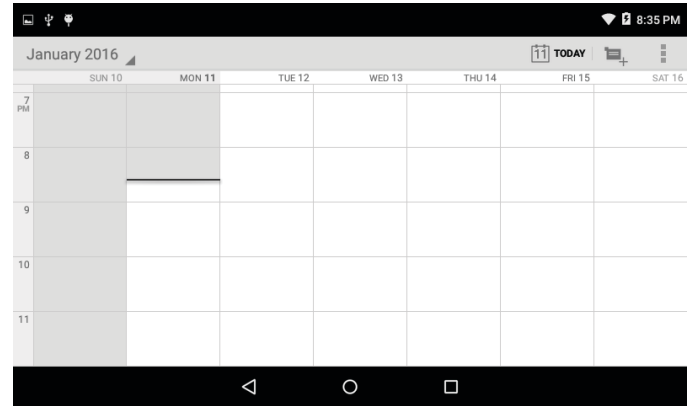 8:35 PM
January 2016 11 TODAY
SUN 10 MON 11 TUE 12 WED 13 THU 14 FRI 15 SAT 16
7
PM
8
9
10
11